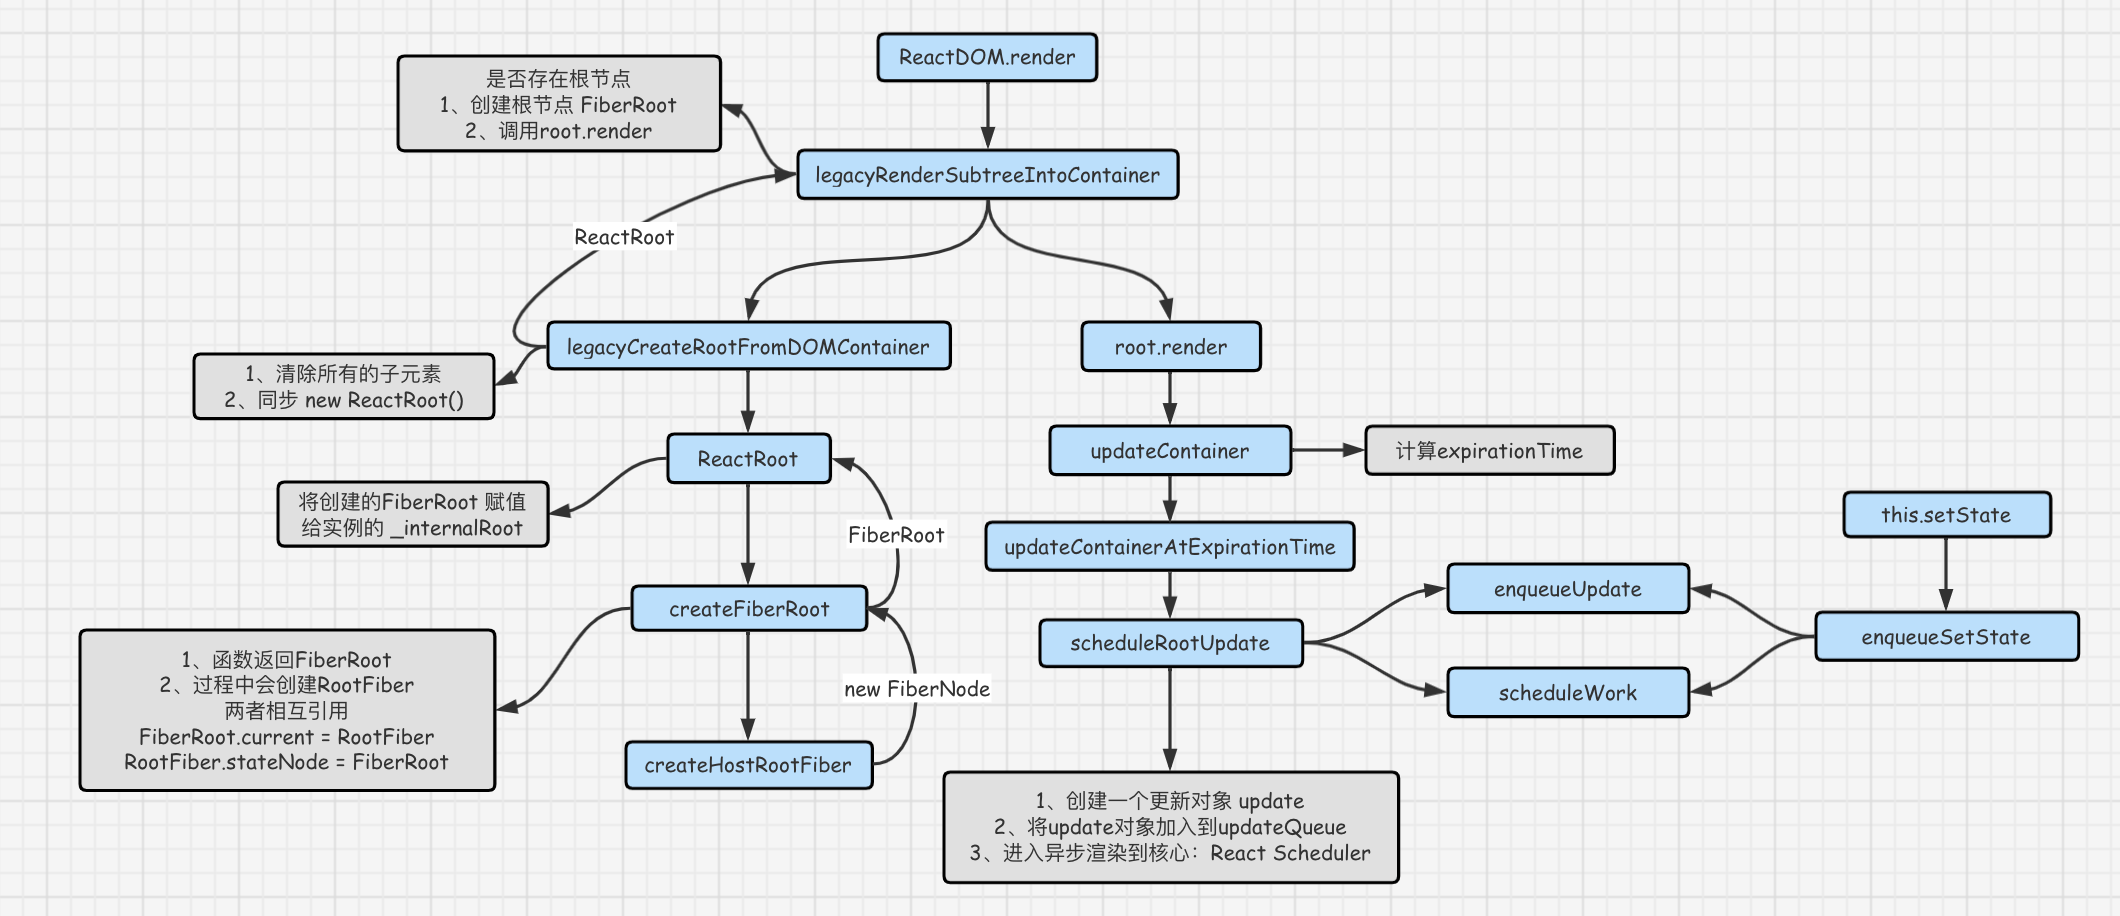 ReactDOM.render
是否存在根节点
1、创建根节点 FiberRoot
2、调用root.render
legacyRenderSubtreeIntoContainer
ReactRoot
legacyCreateRootFromDOMContainer
root.render
1、清除所有的子元素
2、同步 new ReactRoot()
ReactRoot
updateContainer
计算expirationTime
将创建的FiberRoot 赋值
给实例的 _internalRoot
FiberRoot
updateContainerAtExpirationTime
this.setState
createFiberRoot
scheduleRootUpdate
enqueueUpdate
enqueueSetState
scheduleWork
1、函数返回FiberRoot
2、过程中会创建RootFiber
两者相互引用
FiberRoot.current = RootFiber
RootFiber.stateNode = FiberRoot
new FiberNode
createHostRootFiber
1、创建一个更新对象 update
2、将update对象加入到updateQueue
3、进入异步渲染到核心：React Scheduler